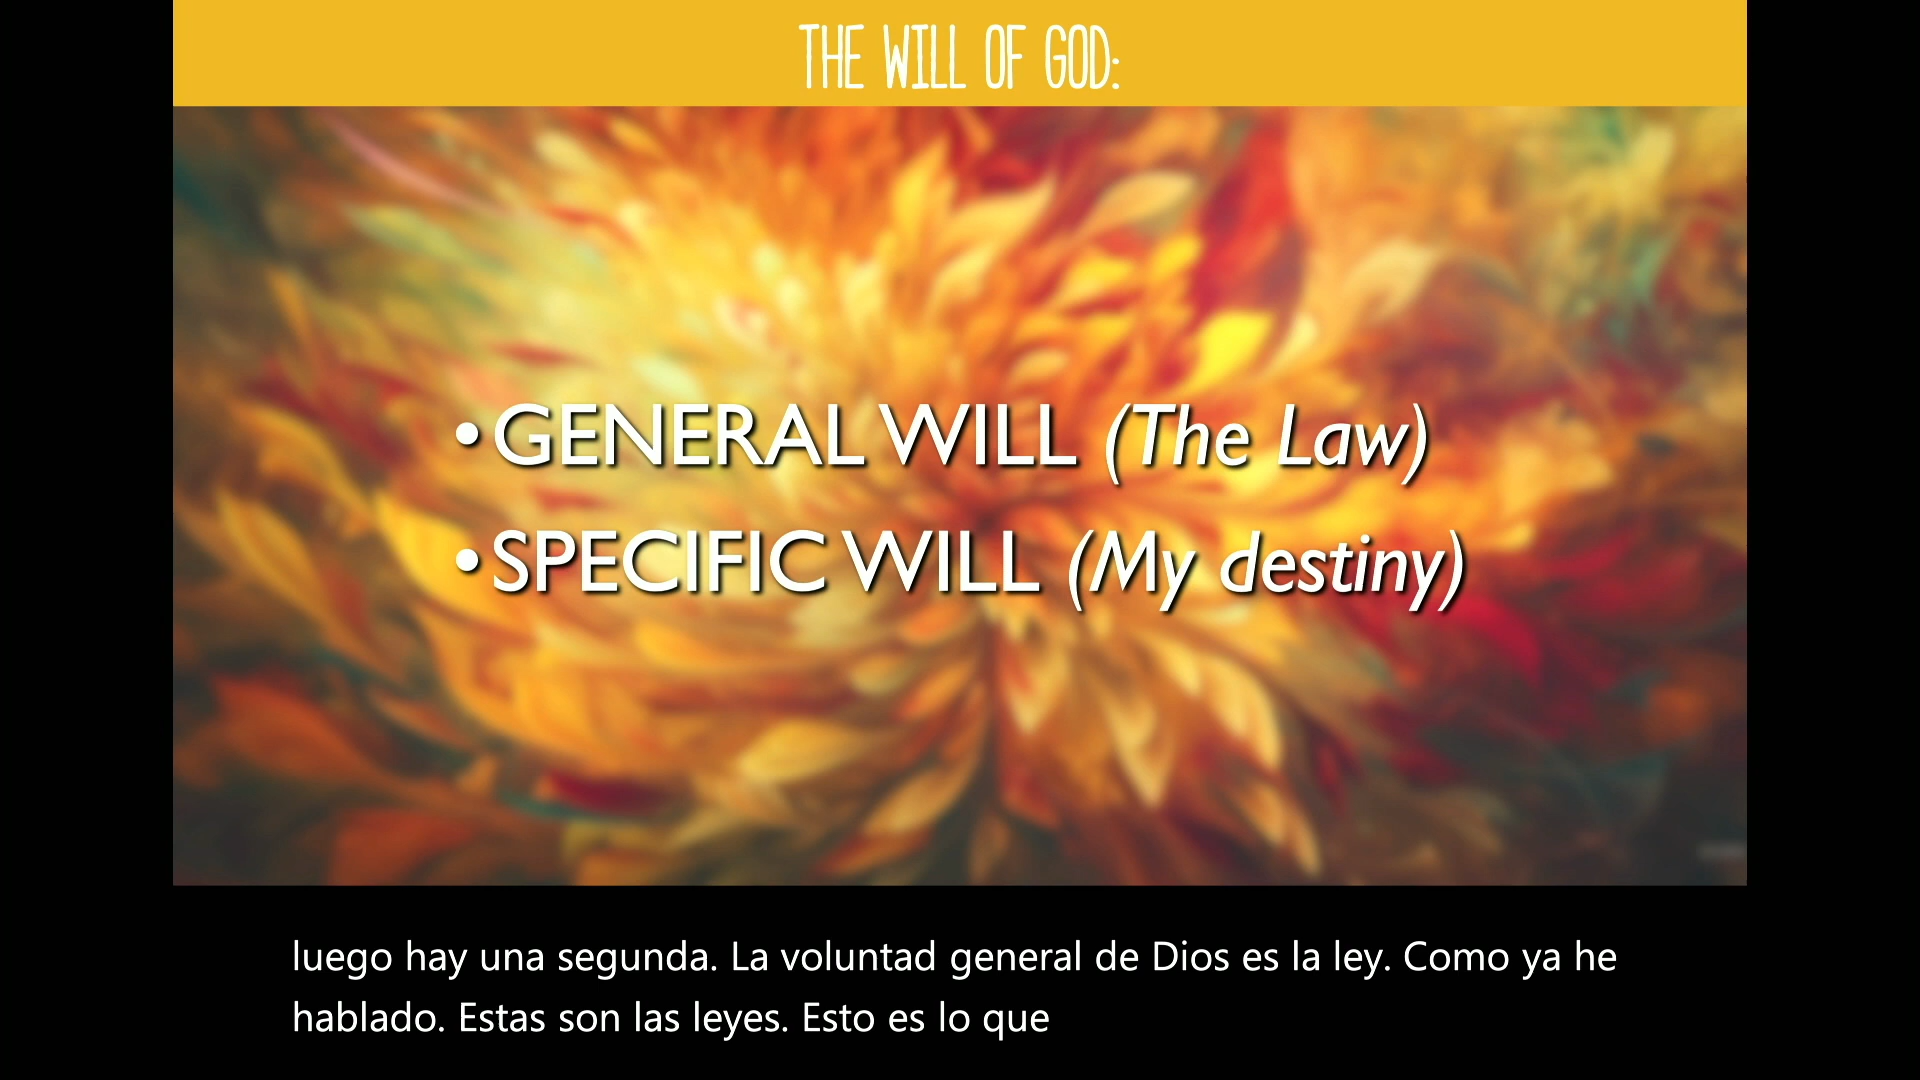 THE WILL OF GOD:
•GENERAL WILL (The Law)
•SPECIFIC WILL (My destiny)
luego hay una segunda. La voluntad general de Dios es la ley. Como ya he
hablado. Estas son las leyes. Esto es lo que